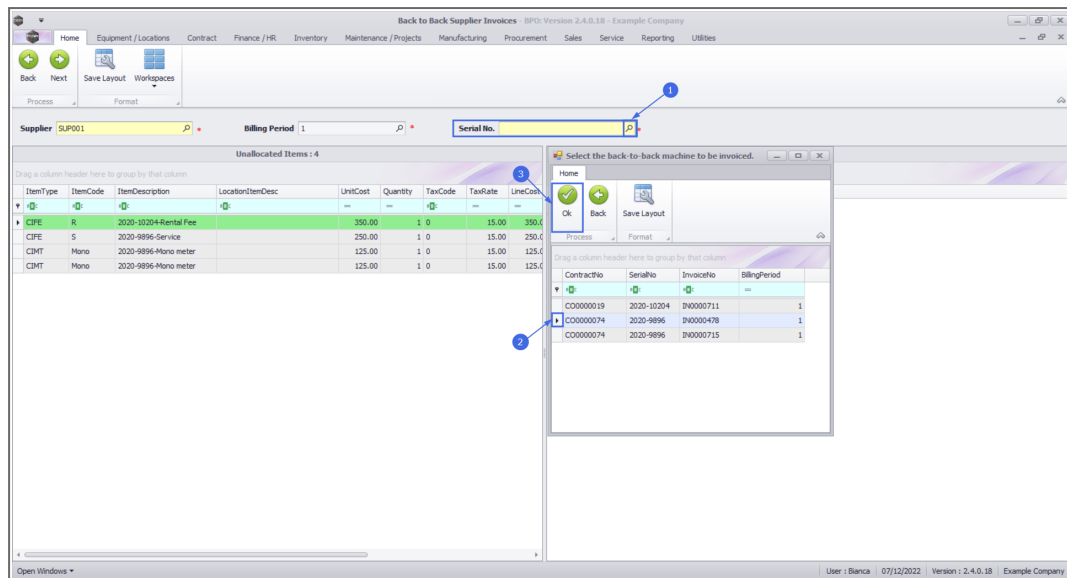 Back to Back Supplier Invoices - BPO: Version 2.4.0.18 - Example Company
Home Equipment / Locations Contract Finance / HR Inventory Maintenance / Projects Manufacturing Procurement Sales Service Reporting Utilities
Back Next Save Layout Workspaces
Process Format
1
Supplier SUP001 * Billing Period 1 * Serial No. *
Unallocated Items : 4
Drag a column header here to group by that column
ItemType ItemCode ItemDescription LocationItemDesc UnitCost Quantity TaxCode TaxRate LineCost
CIFE R 2020-10204-Rental Fee 350.00 1 0 15.00 350.0
CIFE S 2020-9896-Service 250.00 1 0 15.00 250.0
CIMT Mono 2020-9896-Mono meter 125.00 1 0 15.00 125.0
CIMT Mono 2020-9896-Mono meter 125.00 1 0 15.00 125.0
Select the back-to-back machine to be invoiced.
3
Home
Ok Back Save Layout
Process Format
Drag a column header here to group by that column
ContractNo SerialNo InvoiceNo BillingPeriod
CO0000019 2020-10204 IN0000711 1
CO0000074 2020-9896 IN0000478 1
CO0000074 2020-9896 IN0000715 1
2
Open Windows User : Bianca 07/12/2022 Version : 2.4.0.18 Example Company